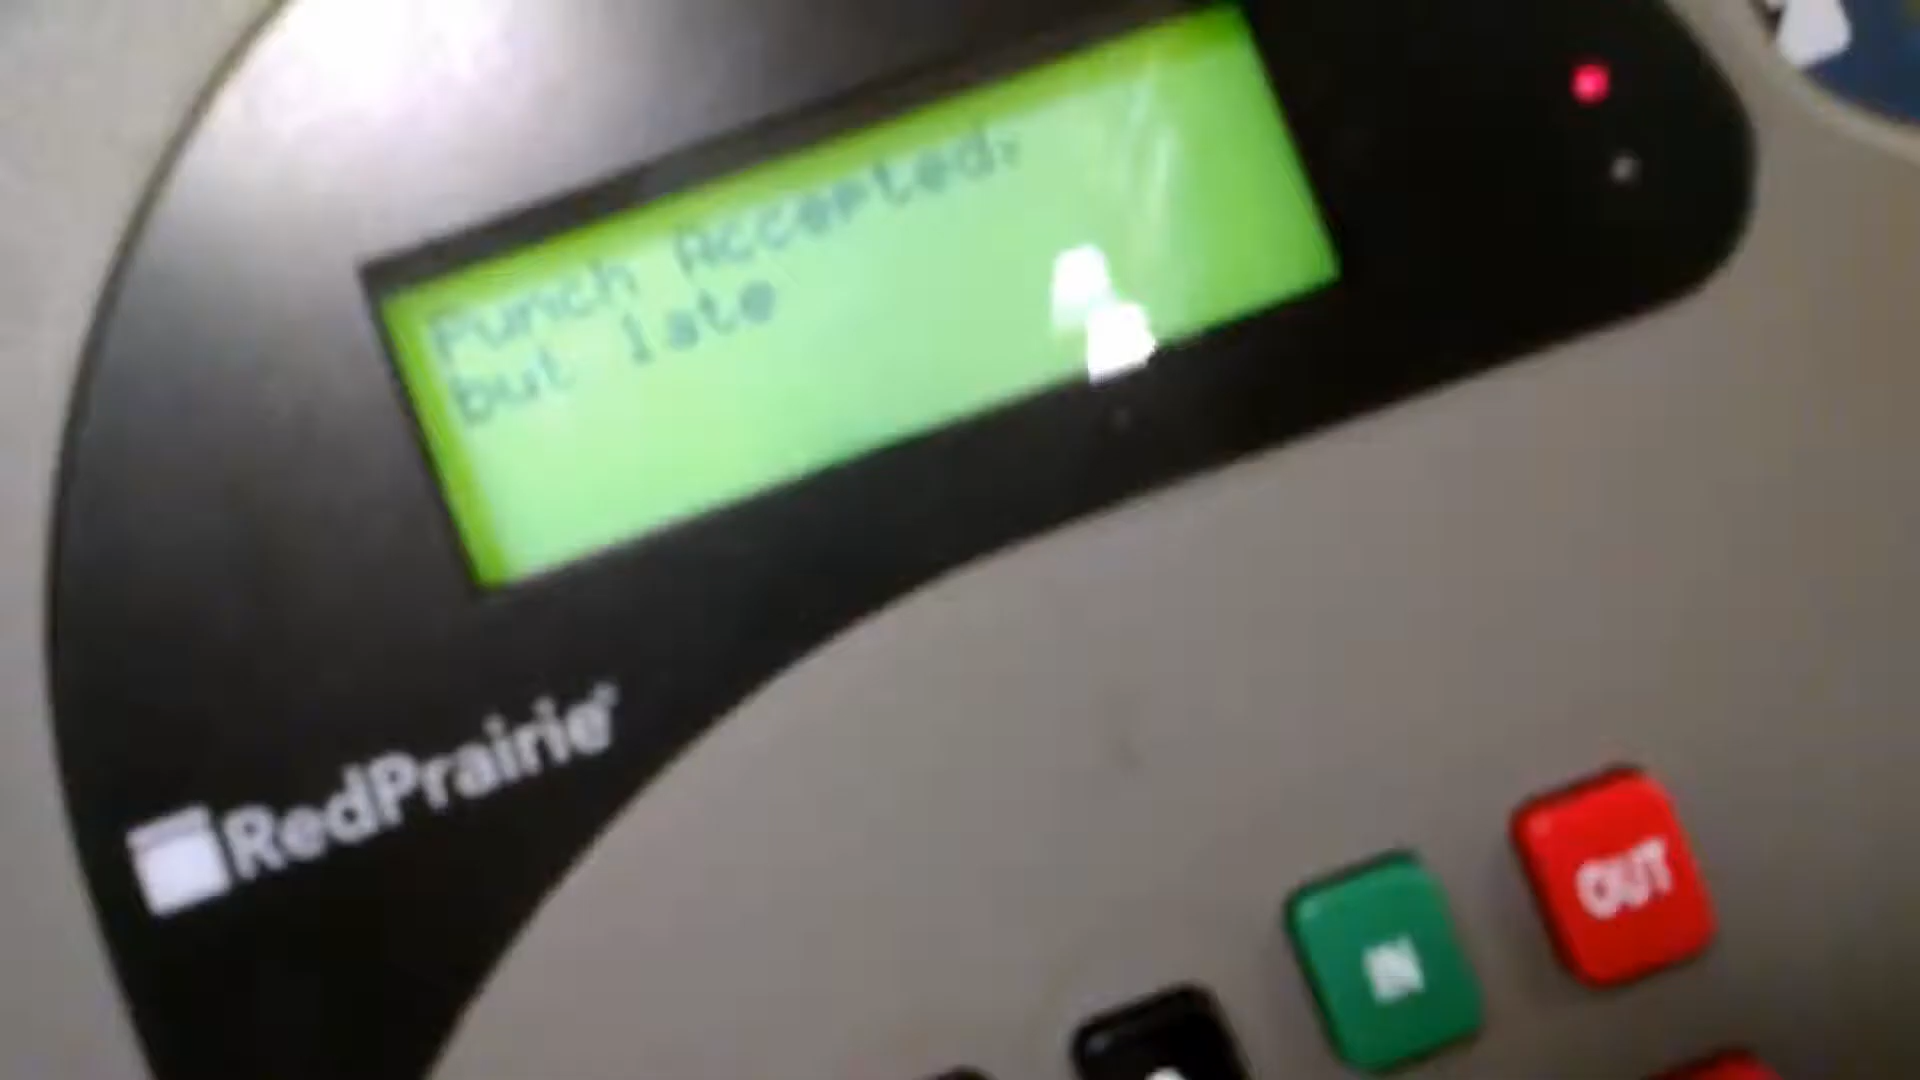 Punch Accepted,
but late
RedPrairie
OUT
IN